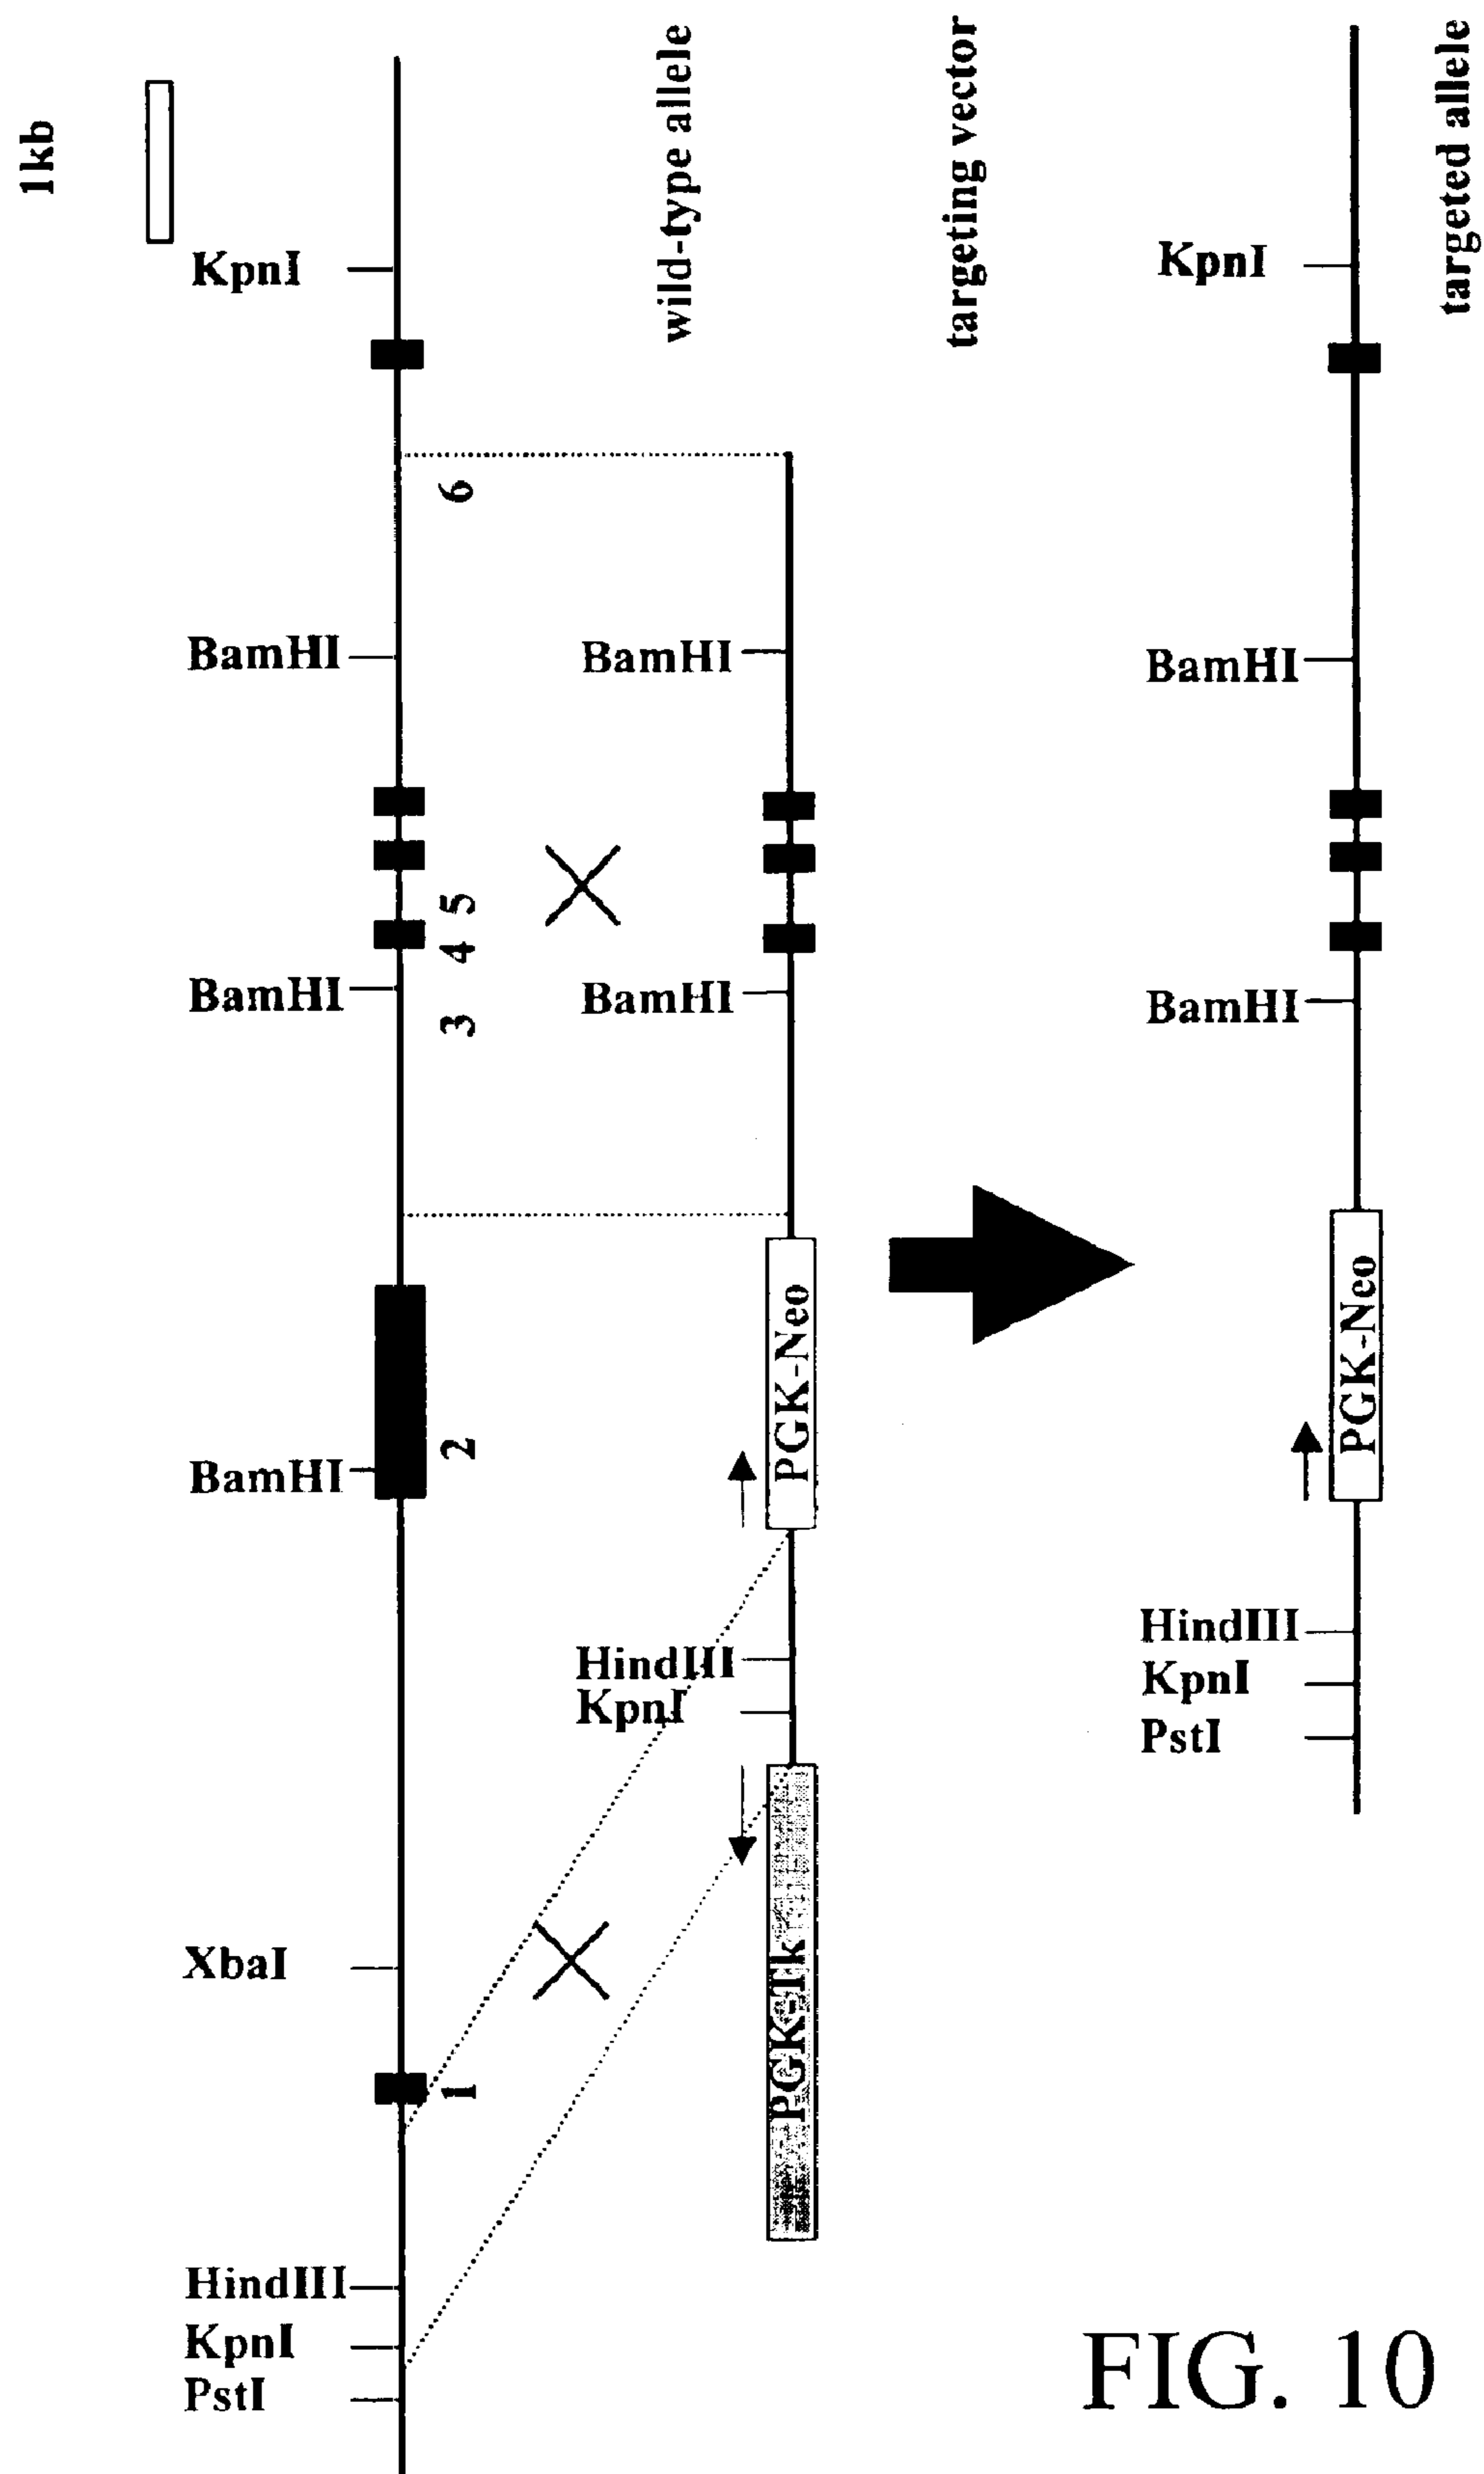 1kb
PstI
KpnI
HindIII
XbaI
BamHI
BamHI
BamHI
KpnI
1
2
3
4
5
6
wild-type allele
KpnI
HindIII
BamHI
BamHI
PGK-Tk
PGK-Neo
targeting vector
PstI
KpnI
HindIII
BamHI
BamHI
KpnI
PGK-Neo
targeted allele
FIG. 10